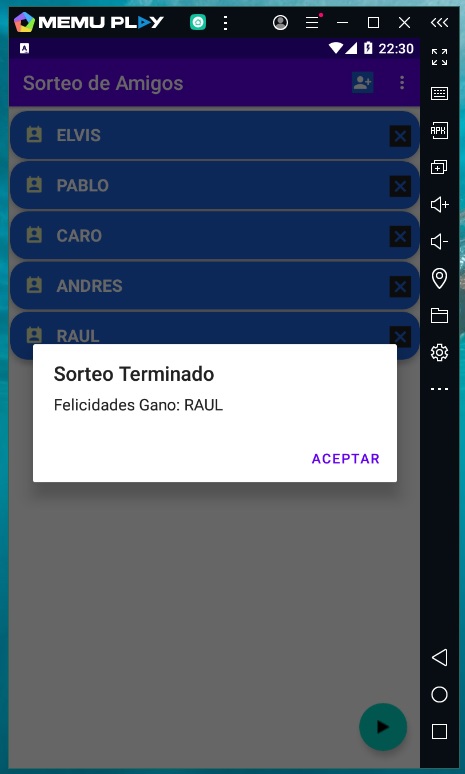 MEMU PLAY
A
22:30
Sorteo de Amigos
ELVIS
PABLO
CARO
ANDRES
RAUL
Sorteo Terminado
Felicidades Gano: RAUL
ACEPTAR
APK